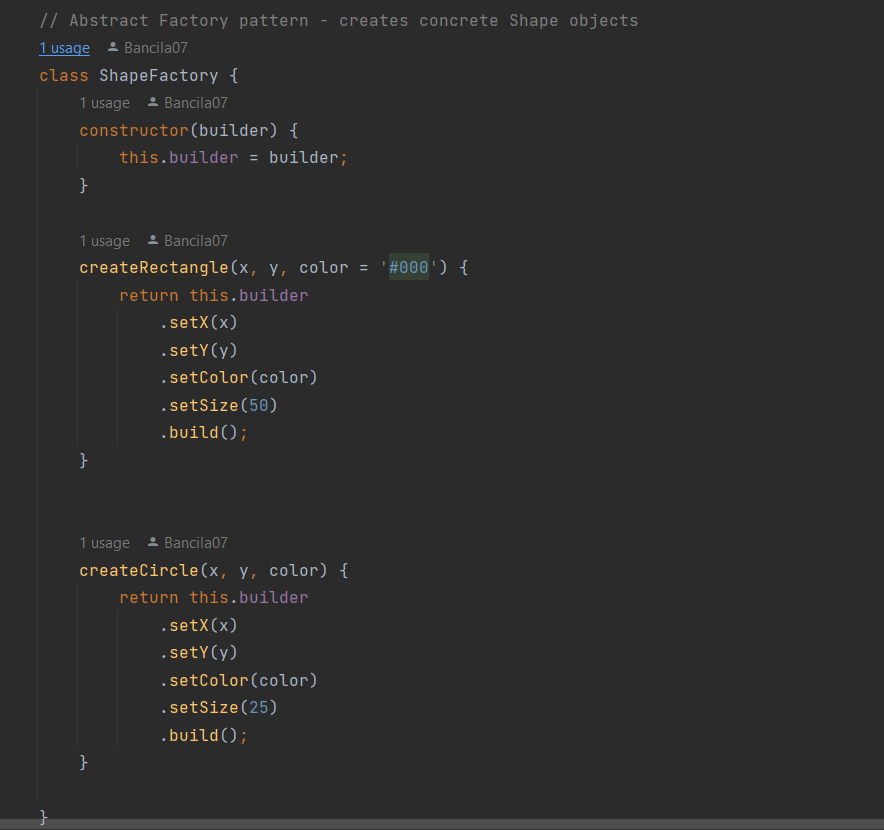 // Abstract Factory pattern - creates concrete Shape objects
1 usage Bancila07
class ShapeFactory {
1 usage Bancila07
constructor(builder) {
this.builder = builder;
}
1 usage Bancila07
createRectangle(x, y, color = '#000') {
return this.builder
.setX(x)
.setY(y)
.setColor(color)
.setSize(50)
.build();
}
1 usage Bancila07
createCircle(x, y, color) {
return this.builder
.setX(x)
.setY(y)
.setColor(color)
.setSize(25)
.build();
}
}